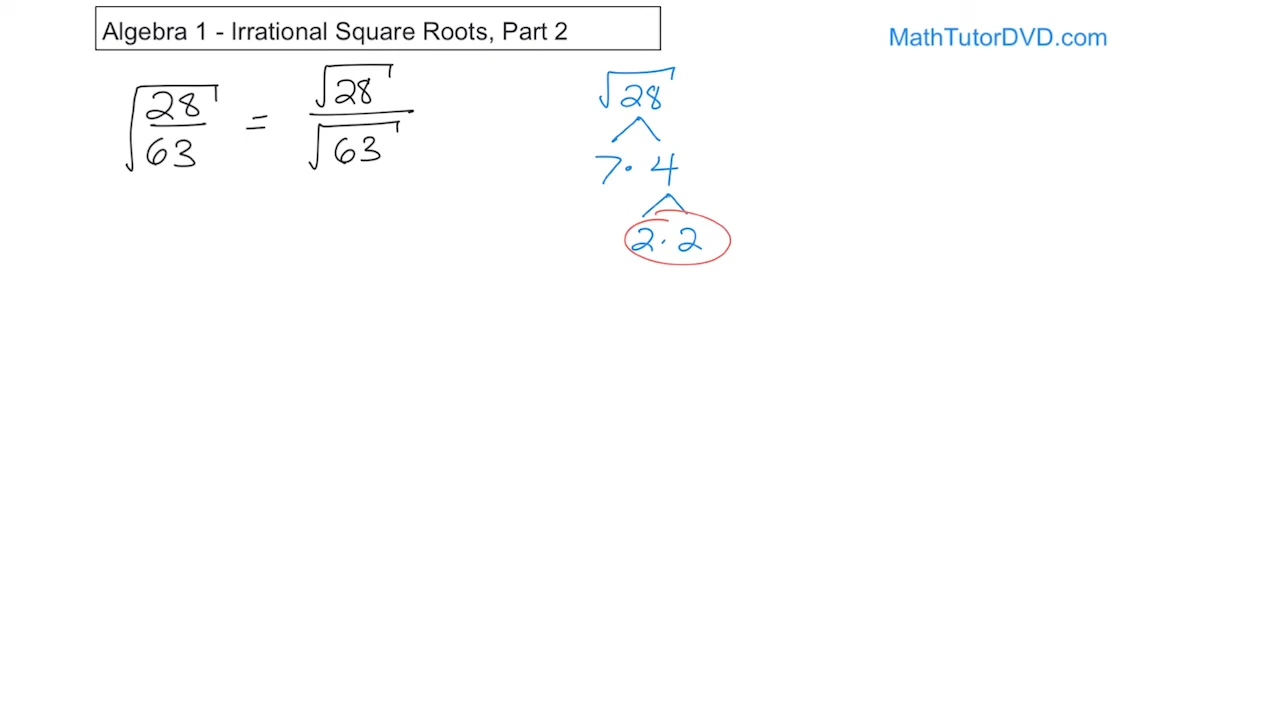 Algebra 1 - Irrational Square Roots, Part 2
MathTutorDVD.com
√(28/63) = √28/√63
√28
7 · 4
2 · 2